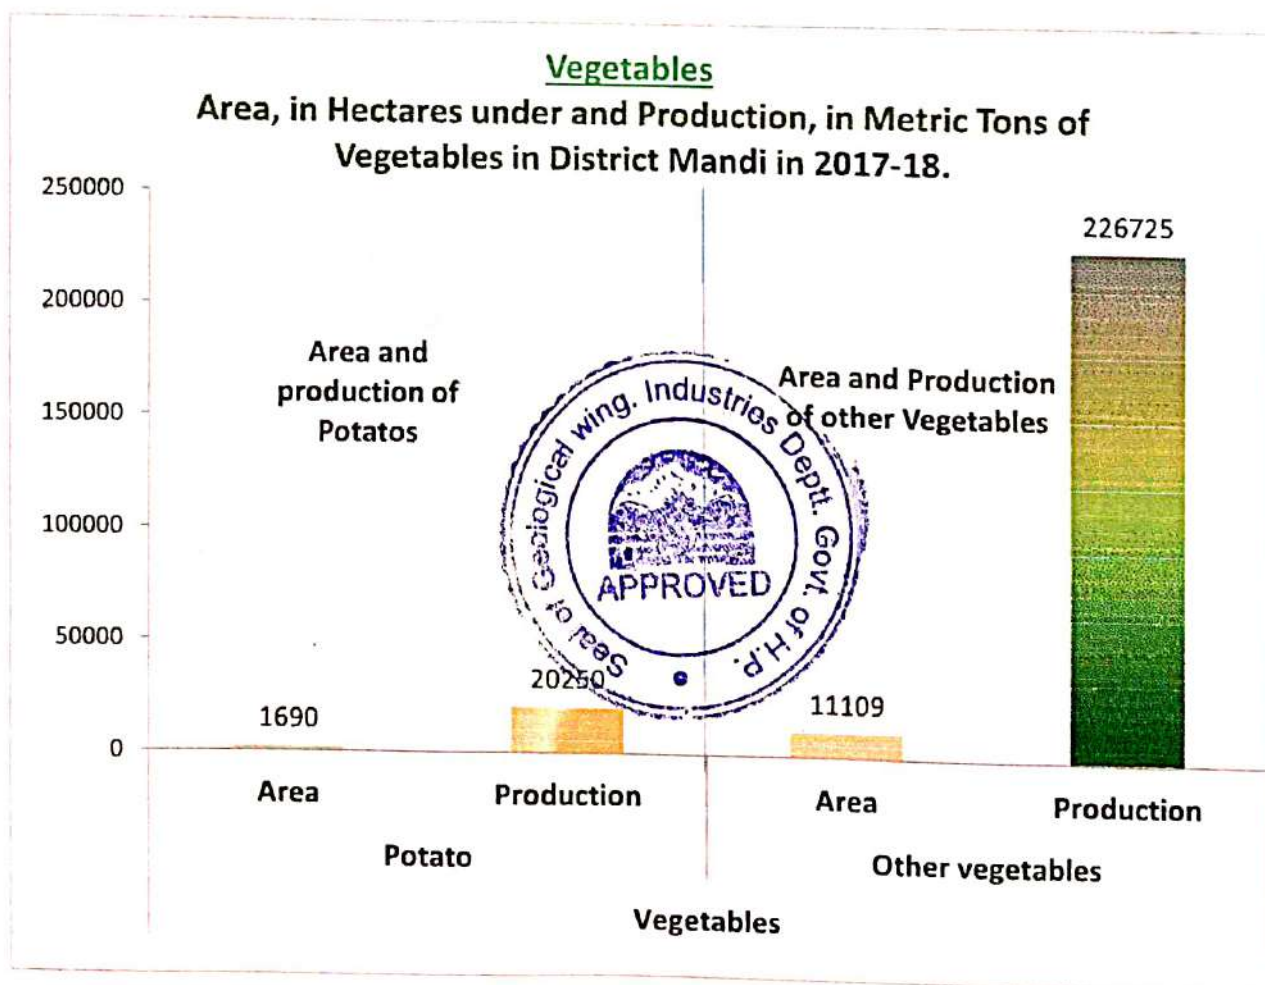 Vegetables
Area, in Hectares under and Production, in Metric Tons of
Vegetables in District Mandi in 2017-18.
250000
200000
150000
100000
50000
0
Area and
production of
Potatos
Area and Production
of other Vegetables
226725
Seal of Geological wing. Industries Deptt. Govt. of H.P.
APPROVED
1690
20250
11109
Area
Production
Area
Production
Potato
Other vegetables
Vegetables